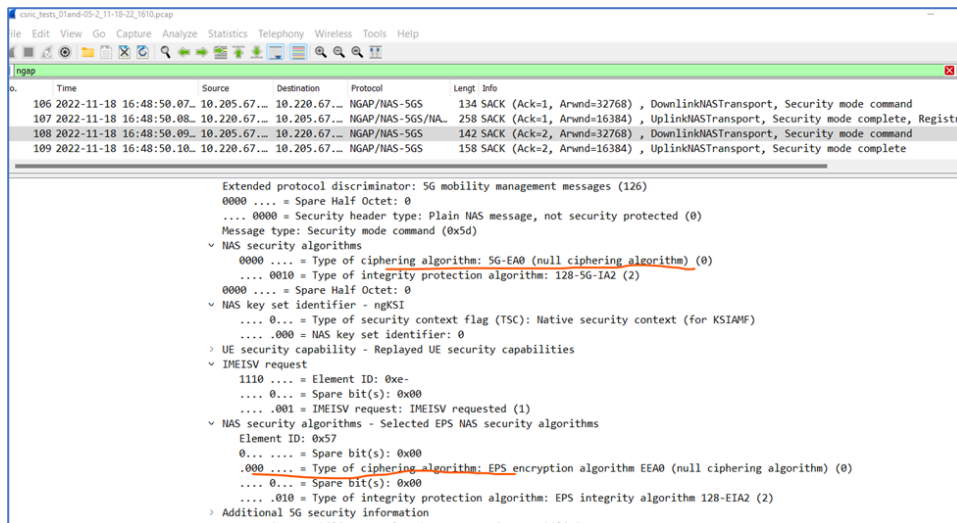 csric_tests_01and-05-2_11-18-22_1610.pcap
ile Edit View Go Capture Analyze Statistics Telephony Wireless Tools Help
ngap
o. Time Source Destination Protocol Lengt Info
106 2022-11-18 16:48:50.07… 10.205.67.… 10.220.67.… NGAP/NAS-5GS 134 SACK (Ack=1, Arwnd=32768) , DownlinkNASTransport, Security mode command
107 2022-11-18 16:48:50.08… 10.220.67.… 10.205.67.… NGAP/NAS-5GS/NA… 258 SACK (Ack=1, Arwnd=16384) , UplinkNASTransport, Security mode complete, Registr
108 2022-11-18 16:48:50.09… 10.205.67.… 10.220.67.… NGAP/NAS-5GS 142 SACK (Ack=2, Arwnd=32768) , DownlinkNASTransport, Security mode command
109 2022-11-18 16:48:50.10… 10.220.67.… 10.205.67.… NGAP/NAS-5GS 158 SACK (Ack=2, Arwnd=16384) , UplinkNASTransport, Security mode complete
Extended protocol discriminator: 5G mobility management messages (126)
0000 .... = Spare Half Octet: 0
.... 0000 = Security header type: Plain NAS message, not security protected (0)
Message type: Security mode command (0x5d)
NAS security algorithms
0000 .... = Type of ciphering algorithm: 5G-EA0 (null ciphering algorithm) (0)
.... 0010 = Type of integrity protection algorithm: 128-5G-IA2 (2)
0000 .... = Spare Half Octet: 0
NAS key set identifier - ngKSI
.... 0... = Type of security context flag (TSC): Native security context (for KSIAMF)
.... .000 = NAS key set identifier: 0
UE security capability - Replayed UE security capabilities
IMEISV request
1110 .... = Element ID: 0xe-
.... 0... = Spare bit(s): 0x00
.... .001 = IMEISV request: IMEISV requested (1)
NAS security algorithms - Selected EPS NAS security algorithms
Element ID: 0x57
0... .... = Spare bit(s): 0x00
.000 .... = Type of ciphering algorithm: EPS encryption algorithm EEA0 (null ciphering algorithm) (0)
.... 0... = Spare bit(s): 0x00
.... .010 = Type of integrity protection algorithm: EPS integrity algorithm 128-EIA2 (2)
Additional 5G security information